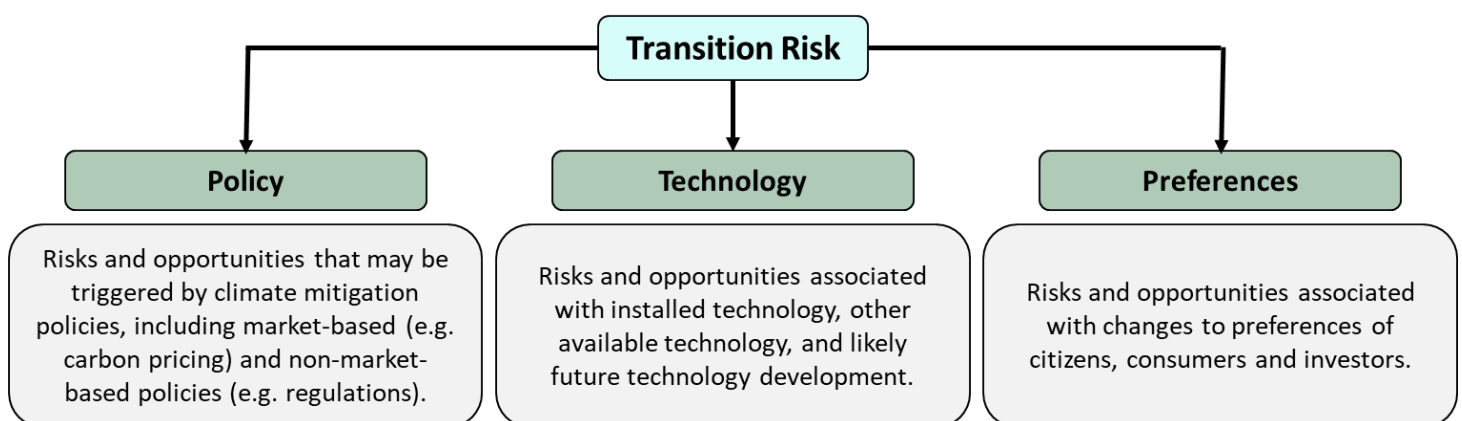 Transition Risk
Policy
Technology
Preferences
Risks and opportunities that may be
triggered by climate mitigation
policies, including market-based (e.g.
carbon pricing) and non-market-
based policies (e.g. regulations).
Risks and opportunities associated
with installed technology, other
available technology, and likely
future technology development.
Risks and opportunities associated
with changes to preferences of
citizens, consumers and investors.